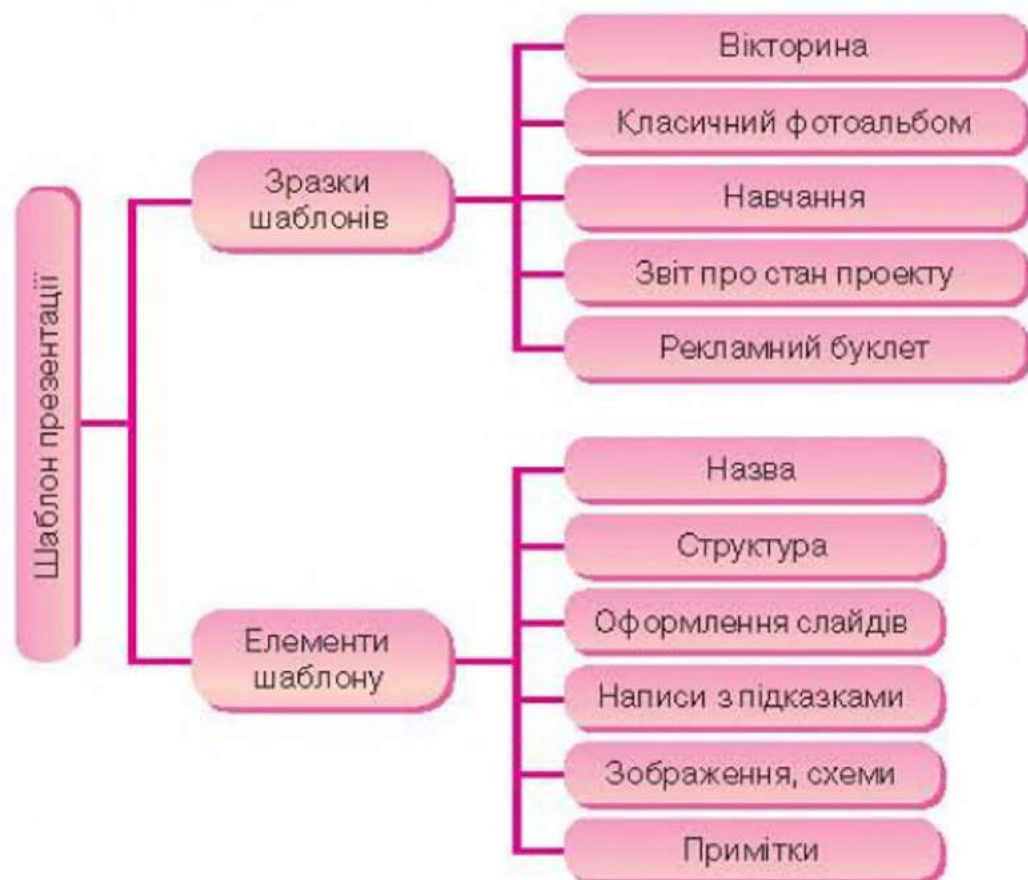 Шаблон презентації
Зразки
шаблонів
Вікторина
Класичний фотоальбом
Навчання
Звіт про стан проекту
Рекламний буклет
Елементи
шаблону
Назва
Структура
Оформлення слайдів
Написи з підказками
Зображення, схеми
Примітки